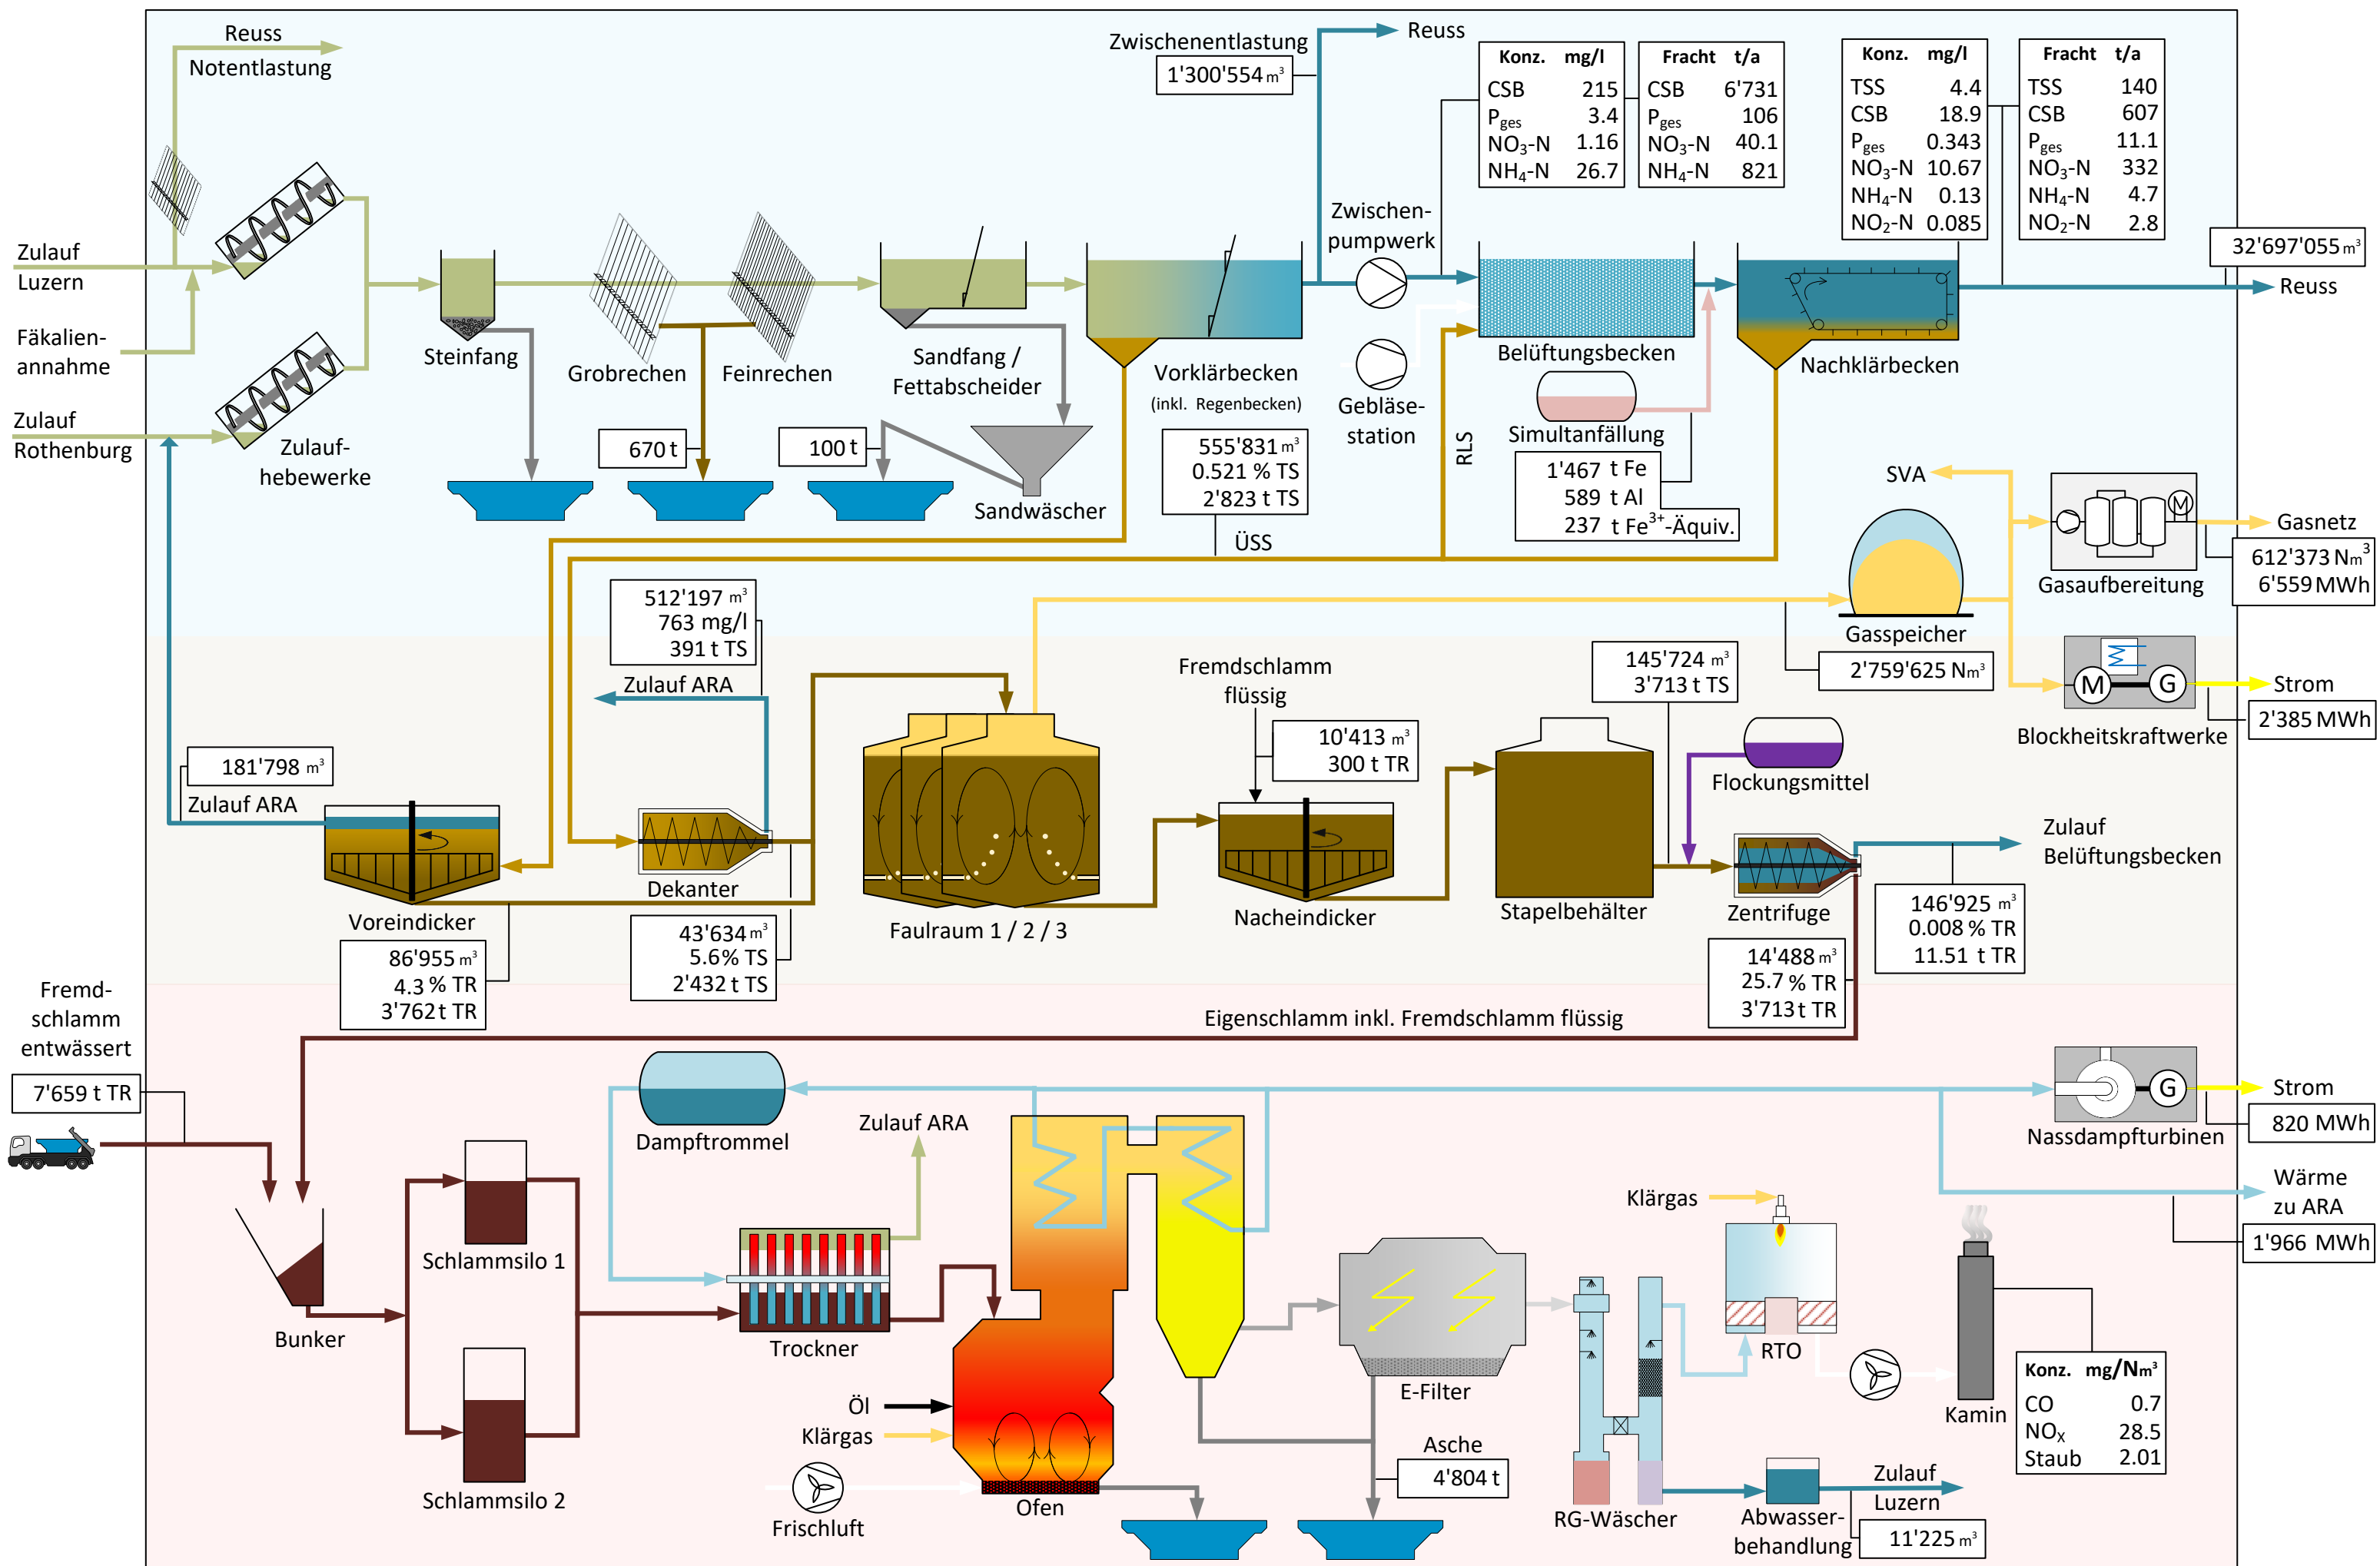 Reuss
Notentlastung
Zulauf
Luzern
Fäkalien-
annahme
Zulauf
Rothenburg
Zulauf-
hebewerke
Steinfang
Grobrechen
Feinrechen
670 t
Sandfang /
Fettabscheider
100 t
Sandwäscher
Zwischenentlastung
1'300'554 m³
Reuss
Vorklärbecken
(inkl. Regenbecken)
555'831 m³
0.521 % TS
2'823 t TS
ÜSS
Zwischen-
pumpwerk
Gebläse-
station
RLS
Konz. mg/l
CSB 215
Pges 3.4
NO₃-N 1.16
NH₄-N 26.7
Fracht t/a
CSB 6'731
Pges 106
NO₃-N 40.1
NH₄-N 821
Belüftungsbecken
Simultanfällung
1'467 t Fe
589 t Al
237 t Fe³⁺-Äquiv.
Konz. mg/l
TSS 4.4
CSB 18.9
Pges 0.343
NO₃-N 10.67
NH₄-N 0.13
NO₂-N 0.085
Fracht t/a
TSS 140
CSB 607
Pges 11.1
NO₃-N 332
NH₄-N 4.7
NO₂-N 2.8
Nachklärbecken
32'697'055 m³
Reuss
SVA
M
Gasaufbereitung
Gasnetz
612'373 Nm³
6'559 MWh
Gasspeicher
2'759'625 Nm³
M
G
Blockheitskraftwerke
Strom
2'385 MWh
512'197 m³
763 mg/l
391 t TS
Zulauf ARA
181'798 m³
Zulauf ARA
Voreindicker
86'955 m³
4.3 % TR
3'762 t TR
Dekanter
43'634 m³
5.6% TS
2'432 t TS
Faulraum 1 / 2 / 3
Fremdschlamm
flüssig
10'413 m³
300 t TR
Nacheindicker
Stapelbehälter
145'724 m³
3'713 t TS
Flockungsmittel
Zentrifuge
14'488 m³
25.7 % TR
3'713 t TR
Zulauf
Belüftungsbecken
146'925 m³
0.008 % TR
11.51 t TR
Eigenschlamm inkl. Fremdschlamm flüssig
Fremd-
schlamm
entwässert
7'659 t TR
Bunker
Schlammsilo 1
Schlammsilo 2
Dampftrommel
Zulauf ARA
Trockner
Öl
Klärgas
Frischluft
Ofen
E-Filter
Asche
4'804 t
RG-Wäscher
Klärgas
RTO
Abwasser-
behandlung
Zulauf
Luzern
11'225 m³
Kamin
Konz. mg/Nm³
CO 0.7
NOX 28.5
Staub 2.01
G
Nassdampfturbinen
Strom
820 MWh
Wärme
zu ARA
1'966 MWh